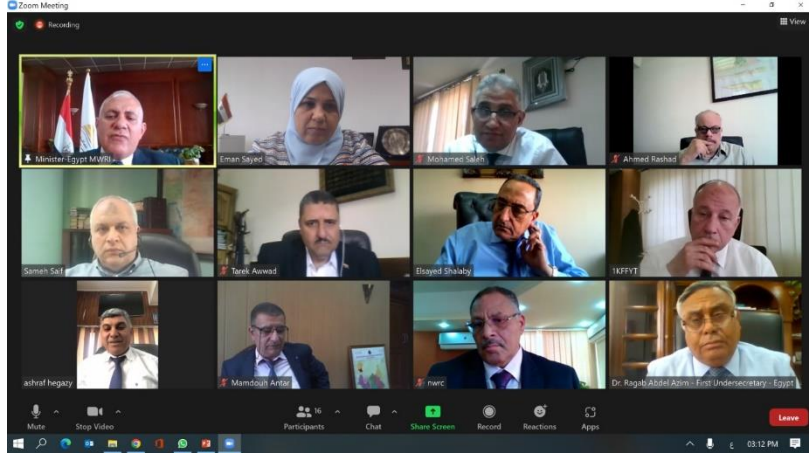 Zoom Meeting
Recording
View
Minister-Egypt MWRI
Eman Sayed
Mohamed Saleh
Ahmed Rashad
Sameh Saif
Tarek Awwad
Elsayed Shalaby
1KFFYT
ashraf hegazy
Mamdouh Antar
nwrc
Dr. Ragab Abdel Azim - First Undersecretary - Egypt
16
Mute
Stop Video
Participants
Chat
Share Screen
Record
Reactions
Apps
Leave
ع
03:12 PM